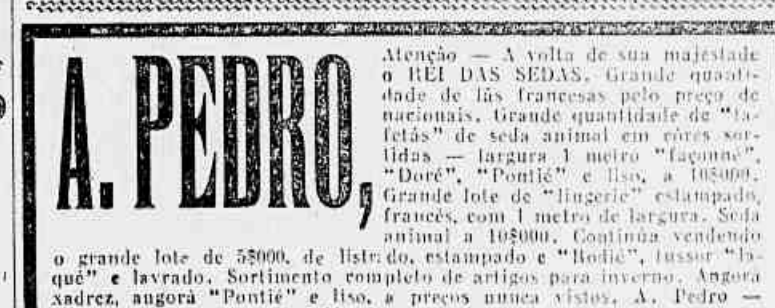 A. PEDRO,
Atenção — A volta de sua majestade
o REI DAS SEDAS. Grande quanti-
dade de lãs francesas pelo preço de
nacionais. Grande quantidade de "ta-
fetás" de seda animal em côres sor-
tidas — largura 1 metro "façonné",
"Doré", "Pontié" e liso, a 10$000.
Grande lote de "lingerie" estampado,
francês, com 1 metro de largura. Seda
animal a 10$000. Continúa vendendo
o grande lote de 5$000, de listrado, estampado e "Rodié", tussor "la-
qué" e lavrado. Sortimento completo de artigos para inverno. Angora
xadrez, angorá "Pontié" e liso, a preços nunca vistos. A. Pedro —